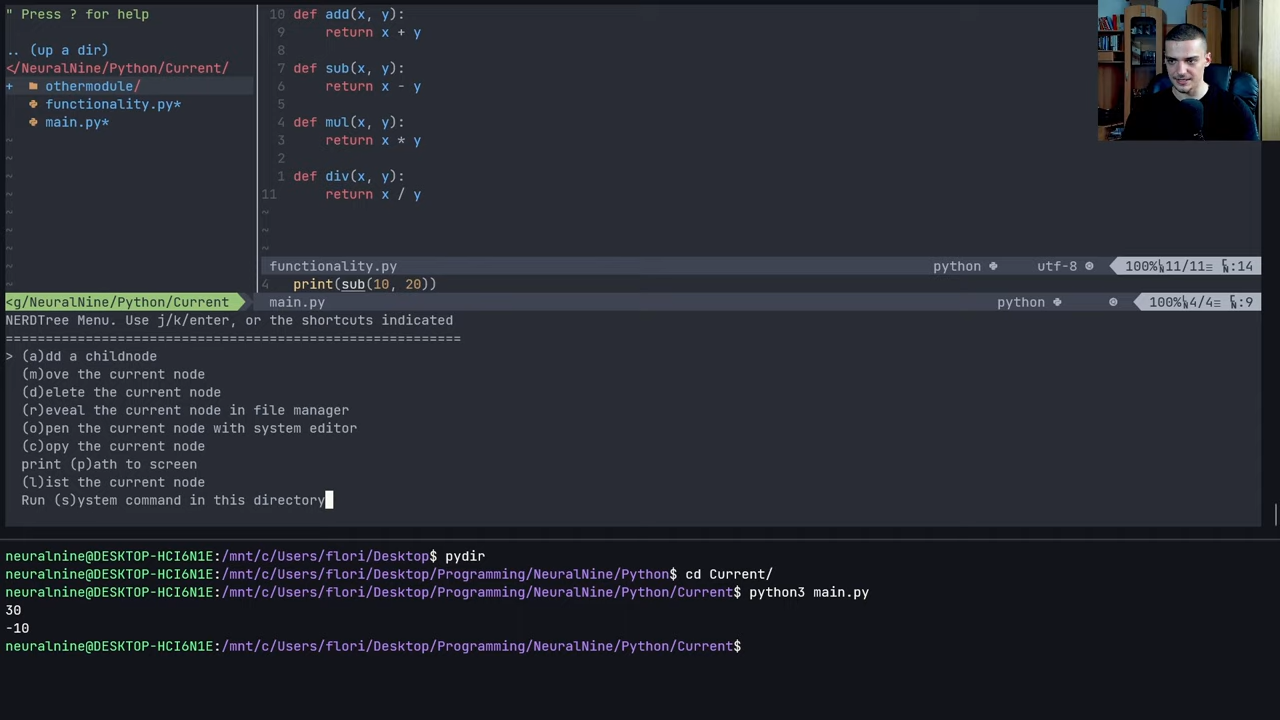 " Press ? for help
.. (up a dir)
</NeuralNine/Python/Current/
+ othermodule/
functionality.py*
main.py*
~
~
~
~
~
~
~
~
<g/NeuralNine/Python/Current
10 def add(x, y):
9 return x + y
8
7 def sub(x, y):
6 return x - y
5
4 def mul(x, y):
3 return x * y
2
1 def div(x, y):
11 return x / y
~
~
~
functionality.py python utf-8 100% 11/11 :14
4 print(sub(10, 20))
main.py python 100% 4/4 :9
NERDTree Menu. Use j/k/enter, or the shortcuts indicated
=========================================================
> (a)dd a childnode
(m)ove the current node
(d)elete the current node
(r)eveal the current node in file manager
(o)pen the current node with system editor
(c)opy the current node
print (p)ath to screen
(l)ist the current node
Run (s)ystem command in this directory
neuralnine@DESKTOP-HCI6N1E:/mnt/c/Users/flori/Desktop$ pydir
neuralnine@DESKTOP-HCI6N1E:/mnt/c/Users/flori/Desktop/Programming/NeuralNine/Python$ cd Current/
neuralnine@DESKTOP-HCI6N1E:/mnt/c/Users/flori/Desktop/Programming/NeuralNine/Python/Current$ python3 main.py
30
-10
neuralnine@DESKTOP-HCI6N1E:/mnt/c/Users/flori/Desktop/Programming/NeuralNine/Python/Current$